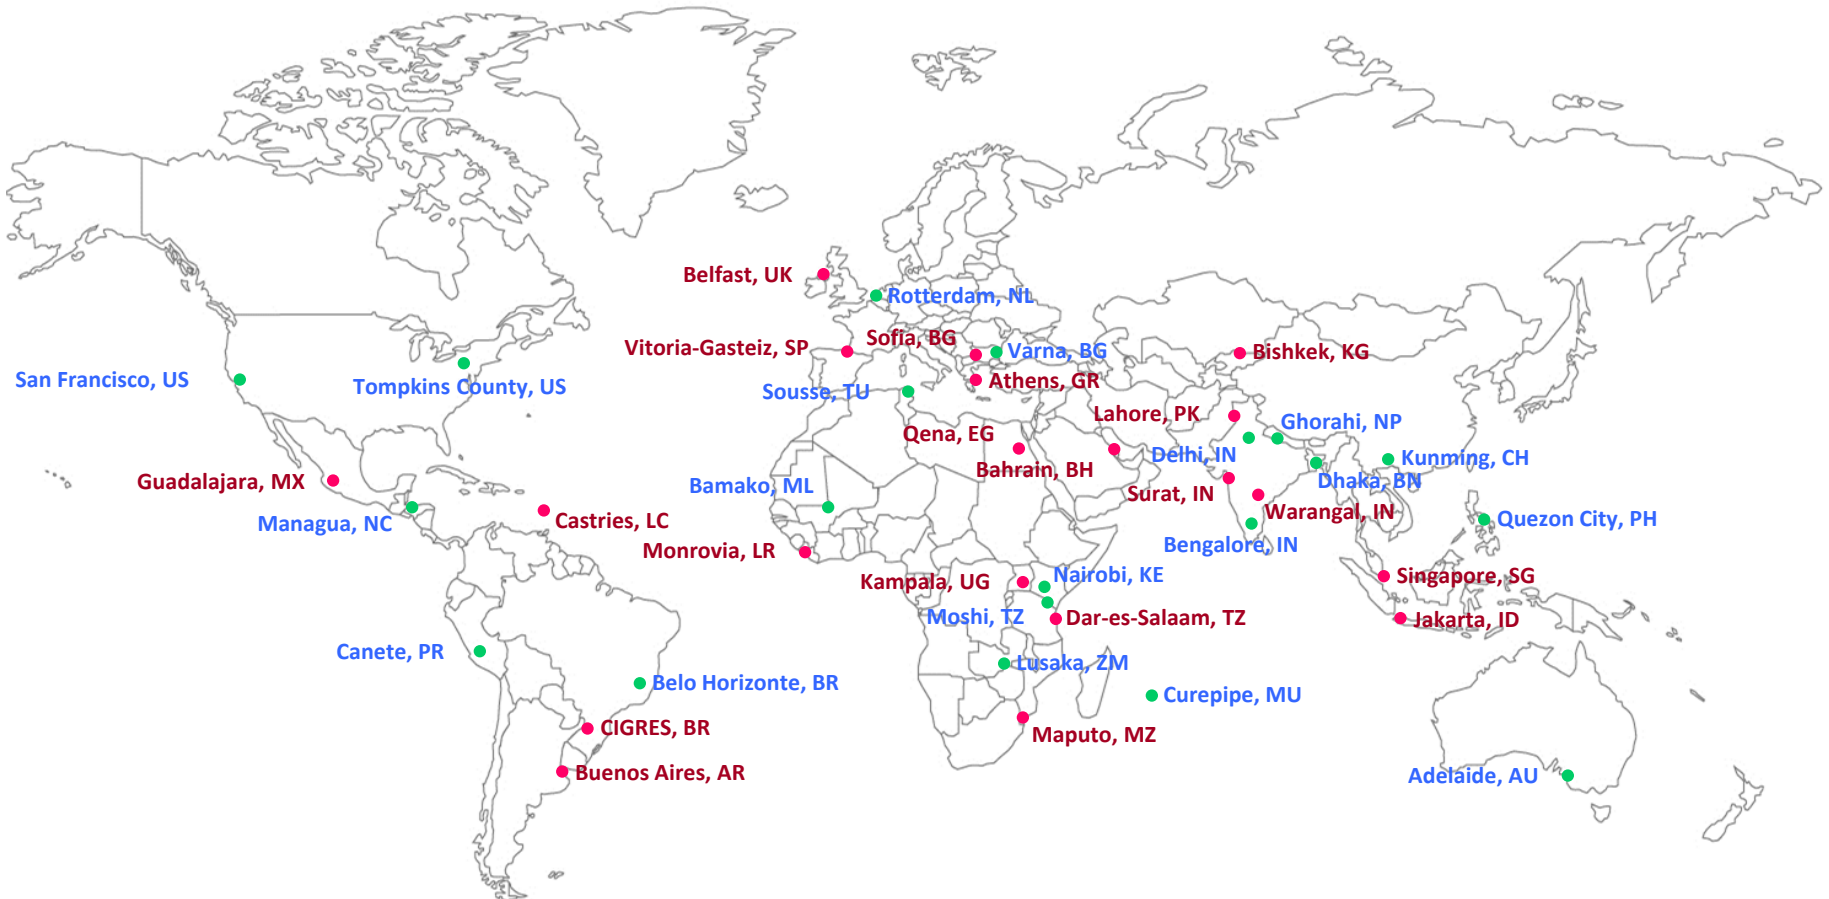 Belfast, UK
Rotterdam, NL
Sofia, BG
Vitoria-Gasteiz, SP
Varna, BG
Bishkek, KG
San Francisco, US
Tompkins County, US
Athens, GR
Sousse, TU
Lahore, PK
Ghorahi, NP
Qena, EG
Delhi, IN
Kunming, CH
Bahrain, BH
Guadalajara, MX
Bamako, ML
Surat, IN
Dhaka, BN
Warangal, IN
Managua, NC
Castries, LC
Quezon City, PH
Monrovia, LR
Bengalore, IN
Kampala, UG
Nairobi, KE
Singapore, SG
Moshi, TZ
Dar-es-Salaam, TZ
Jakarta, ID
Canete, PR
Lusaka, ZM
Belo Horizonte, BR
Curepipe, MU
CIGRES, BR
Maputo, MZ
Buenos Aires, AR
Adelaide, AU